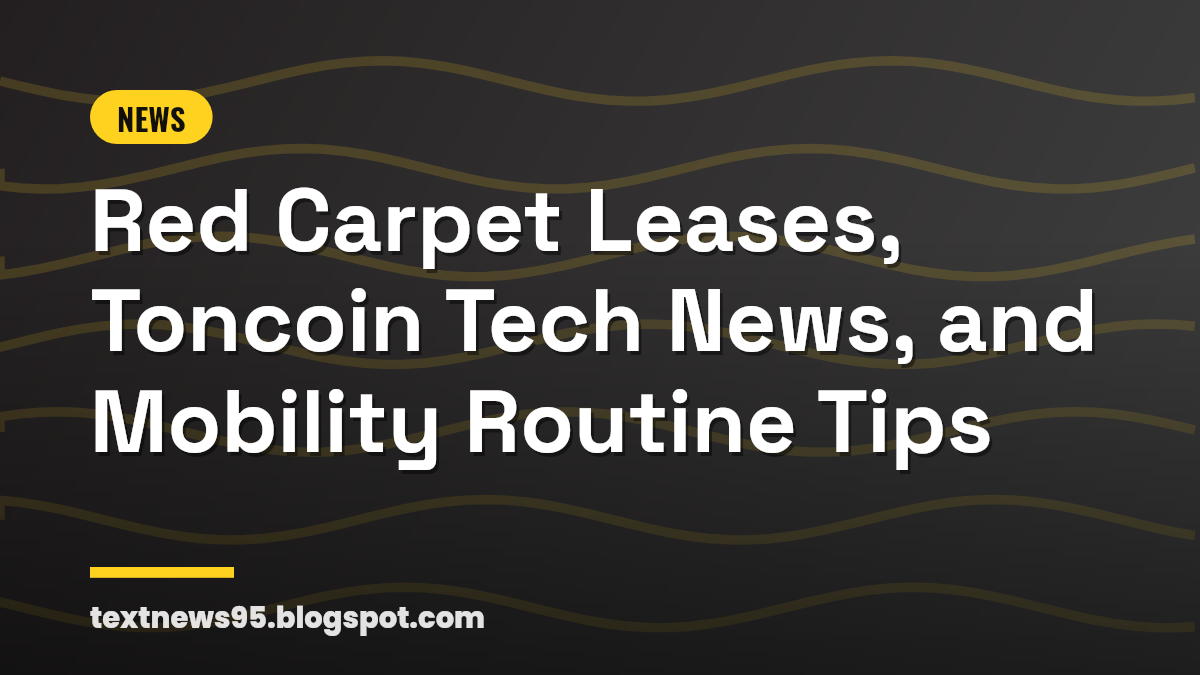 NEWS
Red Carpet Leases,
Toncoin Tech News, and
Mobility Routine Tips
textnews95.blogspot.com